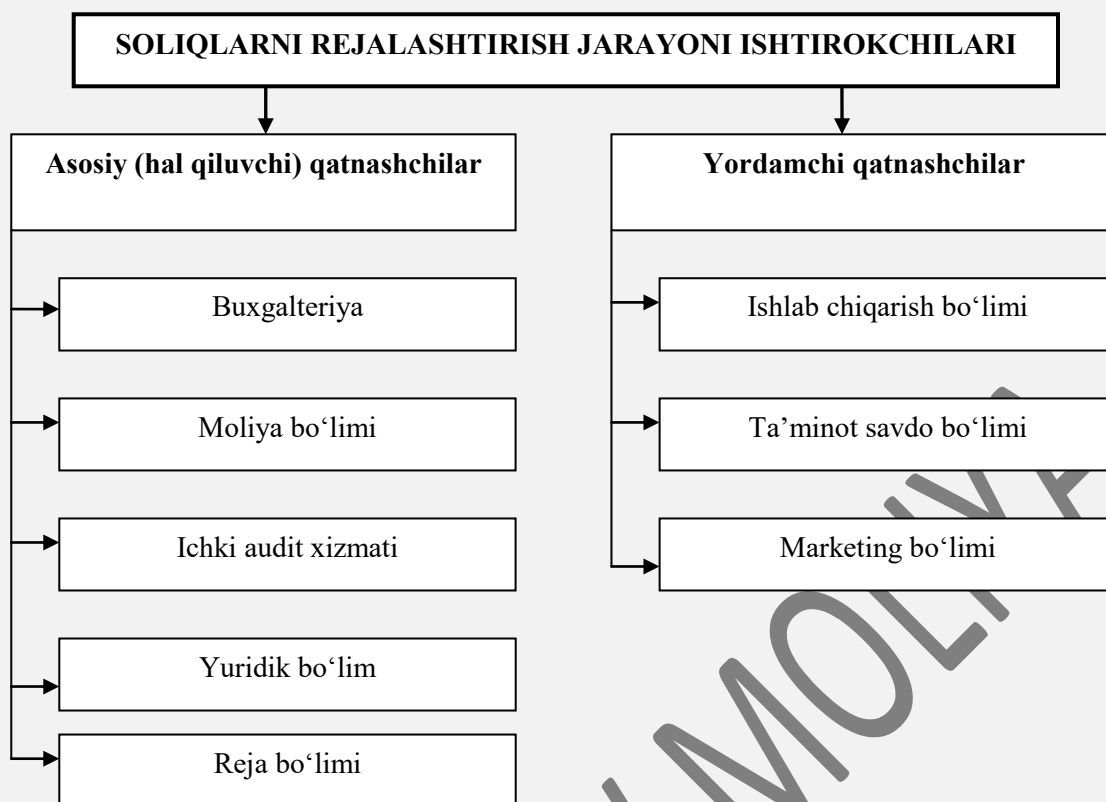 SOLIQLARNI REJALASHTIRISH JARAYONI ISHTIROKCHILARI
Asosiy (hal qiluvchi) qatnashchilar
Buxgalteriya
Moliya bo‘limi
Ichki audit xizmati
Yuridik bo‘lim
Reja bo‘limi
Yordamchi qatnashchilar
Ishlab chiqarish bo‘limi
Ta’minot savdo bo‘limi
Marketing bo‘limi
MOLIYA